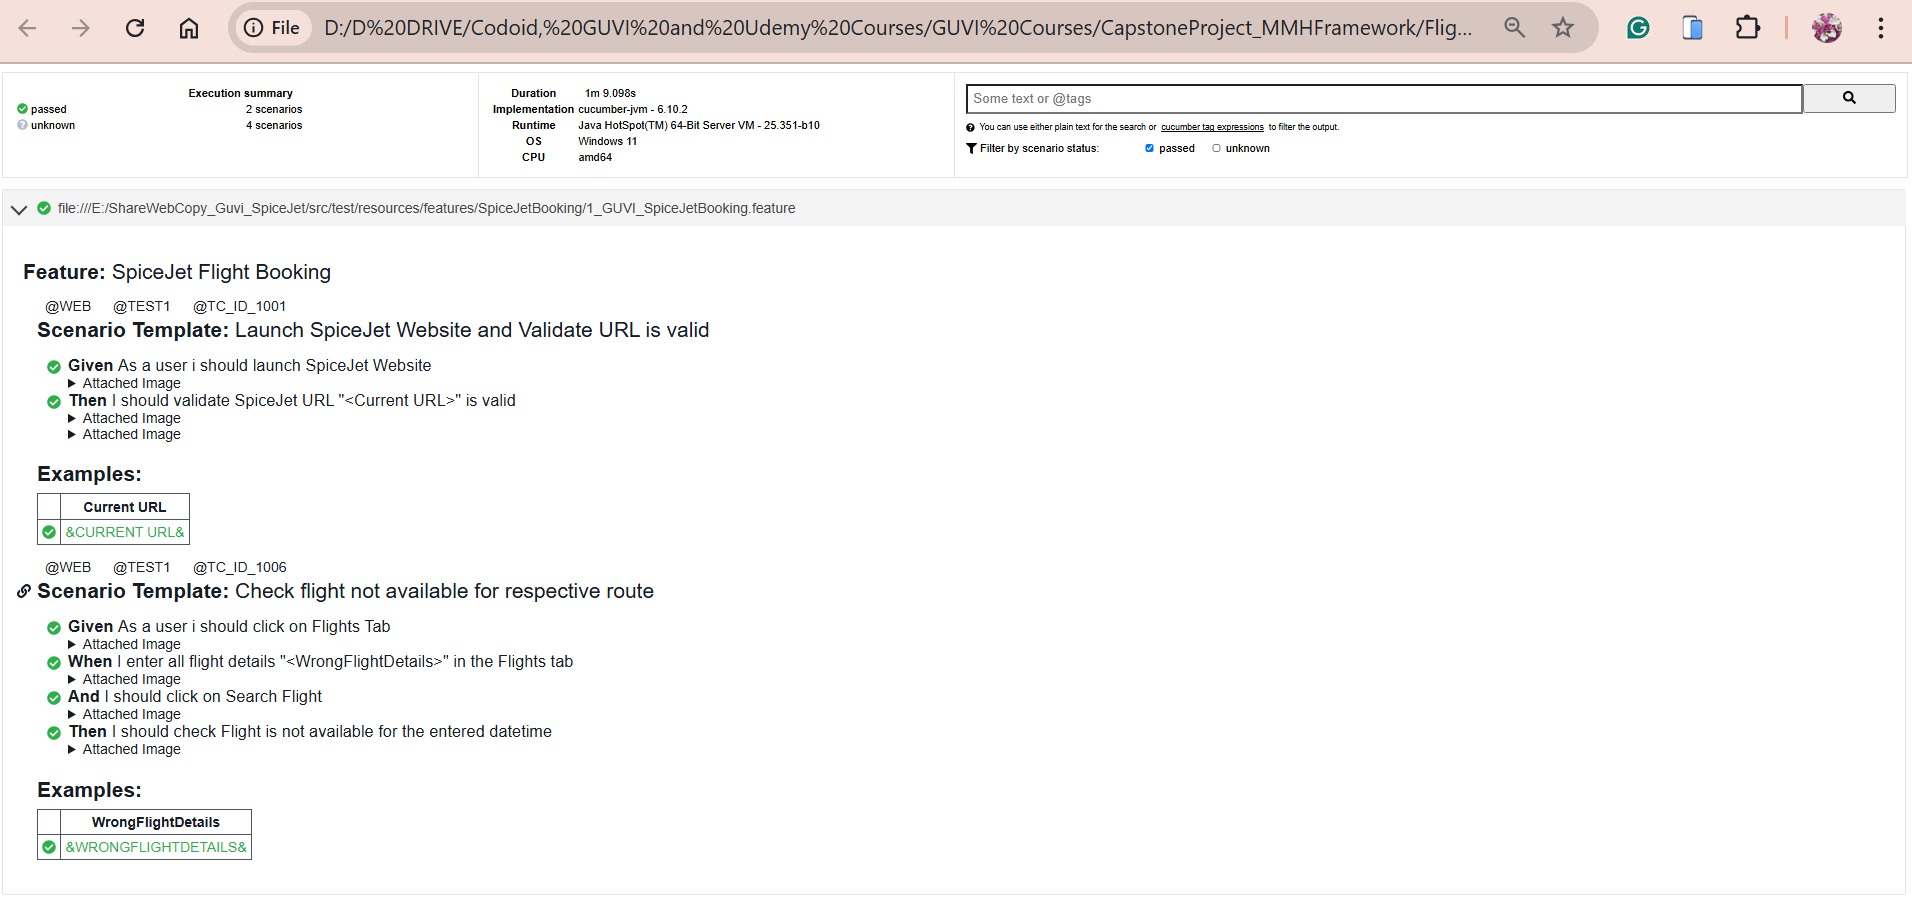 File D:/D%20DRIVE/Codoid,%20GUVI%20and%20Udemy%20Courses/GUVI%20Courses/CapstoneProject_MMHFramework/Flig...
Execution summary
passed 2 scenarios
unknown 4 scenarios
Duration 1m 9.098s
Implementation cucumber-jvm - 6.10.2
Runtime Java HotSpot(TM) 64-Bit Server VM - 25.351-b10
OS Windows 11
CPU amd64
Some text or @tags
You can use either plain text for the search or cucumber tag expressions to filter the output.
Filter by scenario status: passed unknown
file:///E:/ShareWebCopy_Guvi_SpiceJet/src/test/resources/features/SpiceJetBooking/1_GUVI_SpiceJetBooking.feature
Feature: SpiceJet Flight Booking
@WEB @TEST1 @TC_ID_1001
Scenario Template: Launch SpiceJet Website and Validate URL is valid
Given As a user i should launch SpiceJet Website
Attached Image
Then I should validate SpiceJet URL "<Current URL>" is valid
Attached Image
Attached Image
Examples:
Current URL
&CURRENT URL&
@WEB @TEST1 @TC_ID_1006
Scenario Template: Check flight not available for respective route
Given As a user i should click on Flights Tab
Attached Image
When I enter all flight details "<WrongFlightDetails>" in the Flights tab
Attached Image
And I should click on Search Flight
Attached Image
Then I should check Flight is not available for the entered datetime
Attached Image
Examples:
WrongFlightDetails
&WRONGFLIGHTDETAILS&